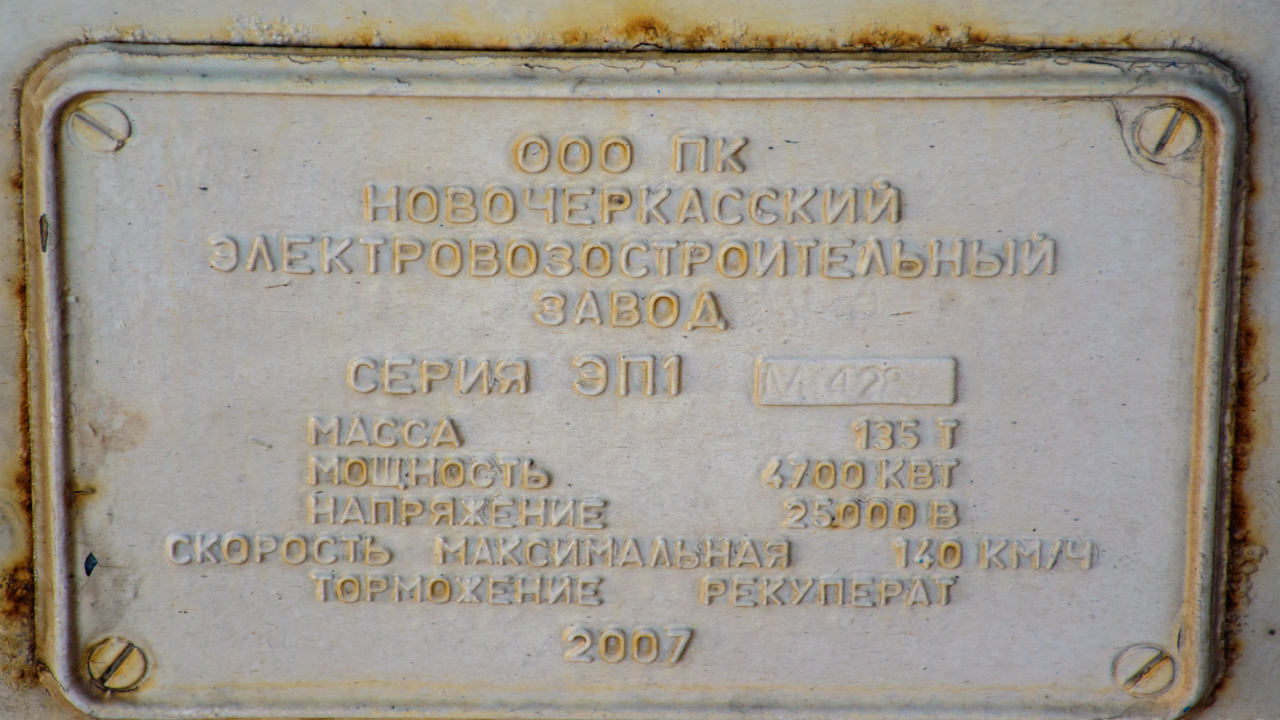 ООО ПК
НОВОЧЕРКАССКИЙ
ЭЛЕКТРОВОЗОСТРОИТЕЛЬНЫЙ
ЗАВОД
СЕРИЯ ЭП1
МАССА 135 Т
МОЩНОСТЬ 4700 КВТ
НАПРЯЖЕНИЕ 25000 В
СКОРОСТЬ МАКСИМАЛЬНАЯ 140 КМ/Ч
ТОРМОЖЕНИЕ РЕКУПЕРАТ
2007